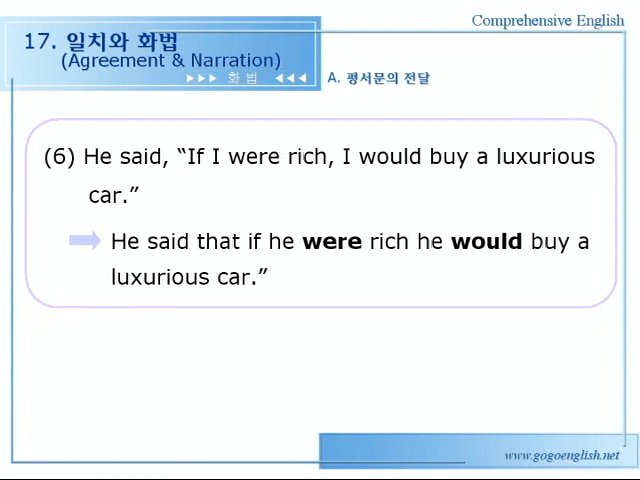 Comprehensive English
17. 일치와 화법
(Agreement & Narration)
▶▶▶ 화 법 ◀◀◀
A. 평서문의 전달
(6) He said, “If I were rich, I would buy a luxurious
car.”
He said that if he were rich he would buy a
luxurious car.”
www.gogoenglish.net